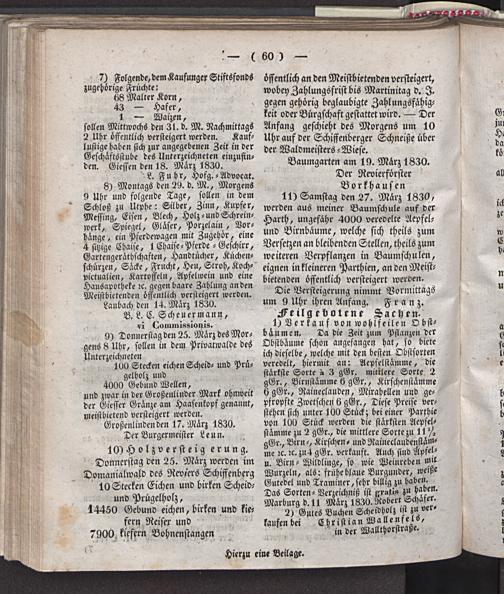 — ( 60 ) —
7) Folgende, dem Kaufunger Stiftsfonds
zugehörige Früchte:
68 Malter Korn,
43 — Hafer,
1 — Waizen,
sollen Mittwochs den 31. d. M. Nachmittags
2 Uhr öffentlich versteigert werden. Kauf-
lustige haben sich zur angegebenen Zeit in der
Geschäftsstube des Unterzeichneten einzufin-
den. Giessen den 18. März 1830.
L. Fuhr, Hofg.-Advocat.
8) Montags den 29. d. M., Morgens
9 Uhr und folgende Tage, sollen in dem
Schloß zu Utphe: Silber, Zinn, Kupfer,
Messing, Eisen, Blech, Holz- und Schrein-
werk, Spiegel, Gläser, Porzelain, Vor-
hänge, ein Pferdewagen mit Zugehör, eine
4 sitzige Chaise, 1 Chaise-Pferde-Geschirr,
Gartengeräthschaften, Handtücher, Küchen-
schürzen, Säcke, Frucht, Heu, Stroh, Koch-
victualien, Kartoffeln, Apfelwein und eine
Hausapotheke ꝛc. gegen baare Zahlung an den
Meistbietenden öffentlich versteigert werden.
Laubach den 14. März 1830.
B. L. C. Scheuermann,
vi Commissionis.
9) Donnerstag den 25. März des Mor-
gens 8 Uhr, sollen in dem Privatwalde des
Unterzeichneten
100 Stecken eichen Scheid- und Prü-
gelholz und
4000 Gebund Wellen,
und zwar in der Großenlinder Mark ohnweit
der Giesser Gränze am Haasenkopf genannt,
meistbietend versteigert werden.
Großenlinden den 17. März 1830.
Der Burgermeister Leun.
10) Holzversteigerung.
Donnerstag den 25. März werden im
Domanialwald des Reviers Schiffenberg
10 Stecken Eichen und birken Scheid-
und Prügelholz,
14450 Gebund eichen, birken und kie-
fern Reiser und
7900 kiefern Bohnenstangen
öffentlich an den Meistbietenden versteigert,
wobey Zahlungsfrist bis Martinitag d. J.
gegen gehörig beglaubigte Zahlungsfähig-
keit oder Bürgschaft gestattet wird. — Der
Anfang geschieht des Morgens um 10
Uhr auf der Schiffenberger Schneiße über
der Waldmeisters-Wiese.
Baumgarten am 19. März 1830.
Der Revierförster
Borkhausen
11) Samstag den 27. März 1830,
werden aus meiner Baumschule auf der
Harth, ungefähr 4000 veredelte Aepfel-
und Birnbäume, welche sich theils zum
Versetzen an bleibenden Stellen, theils zum
weiteren Verpflanzen in Baumschulen,
eignen in kleineren Parthien, an den Meist-
bietenden öffentlich versteigert werden.
Die Versteigerung nimmt Vormittags
um 9 Uhr ihren Anfang. Franz.
Feilgebotene Sachen.
1) Verkauf von wohlfeilen Obst-
bäumen. Da die Zeit zum Pflanzen der
Obstbäume schon angefangen hat, so biete
ich dieselbe, welche mit den besten Obstsorten
veredelt, hiermit an: Aepfelstämme, die
stärkste Sorte à 3 gGr. mittlere Sorte 2
gGr., Birnstämme 6 gGr., Kirschenstämme
6 gGr., Raineclauden, Mirabellen und ge-
pfropfte Zwetschen 6 gGr., Diese Preise ver-
stehen sich unter 100 Stück; bei einer Parthie
von 100 Stück werden die stärksten Aepfel-
stämme zu 2 gGr., die mittlere Sorte zu 1½
gGr., Birn-, Kirschen- und Raineclaudenstäm-
me ꝛc. ꝛc. zu 4 gGr. verkauft. Auch sind Apfel-
u. Birn-Wildlinge, so wie Weinreben mit
Wurzeln, als: frühe blaue Burgunder, weiße
Gutedel und Traminer, sehr billig zu haben.
Das Sorten-Verzeichniß ist gratis zu haben.
Marburg d. 11 März 1830. Robert Schäfer.
2) Gutes Buchen Scheidholz ist zu ver-
kaufen bei Christian Wallenfels,
in der Wallthorstraße.
Hierzu eine Beilage.